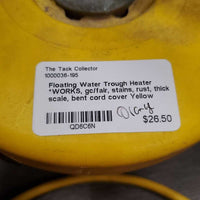 The Tack Collector
1000036-195
Floating Water Trough Heater
*WORKS, gc/fair, stains, rust, thick
scale, bent cord cover Yellow
QD6C6N
$26.50